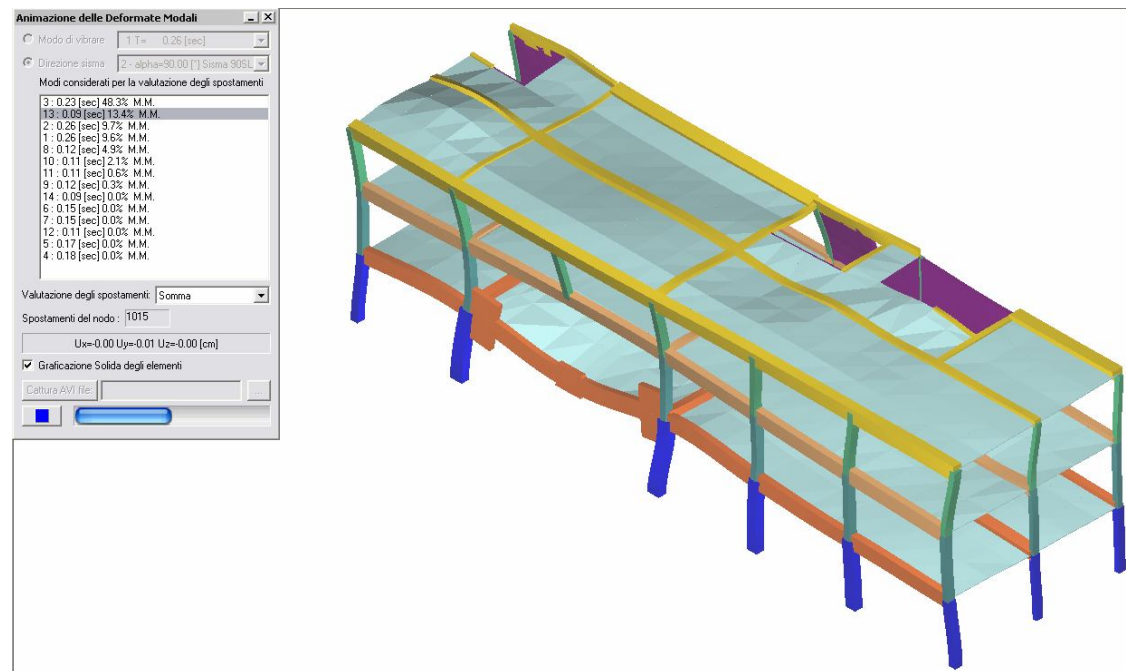 Animazione delle Deformate Modali
Modo di vibrare 1 T= 0.26 [sec]
Direzione sisma 2 - alpha=90.00 [°] Sisma 90SL
Modi considerati per la valutazione degli spostamenti
3 : 0.23 [sec] 48.3% M.M.
13 : 0.09 [sec] 13.4% M.M.
2 : 0.26 [sec] 9.7% M.M.
1 : 0.26 [sec] 9.6% M.M.
8 : 0.12 [sec] 4.9% M.M.
10 : 0.11 [sec] 2.1% M.M.
11 : 0.11 [sec] 0.6% M.M.
9 : 0.12 [sec] 0.3% M.M.
14 : 0.09 [sec] 0.0% M.M.
6 : 0.15 [sec] 0.0% M.M.
7 : 0.15 [sec] 0.0% M.M.
12 : 0.11 [sec] 0.0% M.M.
5 : 0.17 [sec] 0.0% M.M.
4 : 0.18 [sec] 0.0% M.M.
Valutazione degli spostamenti: Somma
Spostamenti del nodo : 1015
Ux=-0.00 Uy=-0.01 Uz=-0.00 [cm]
Graficazione Solida degli elementi
Cattura AVI file: ...